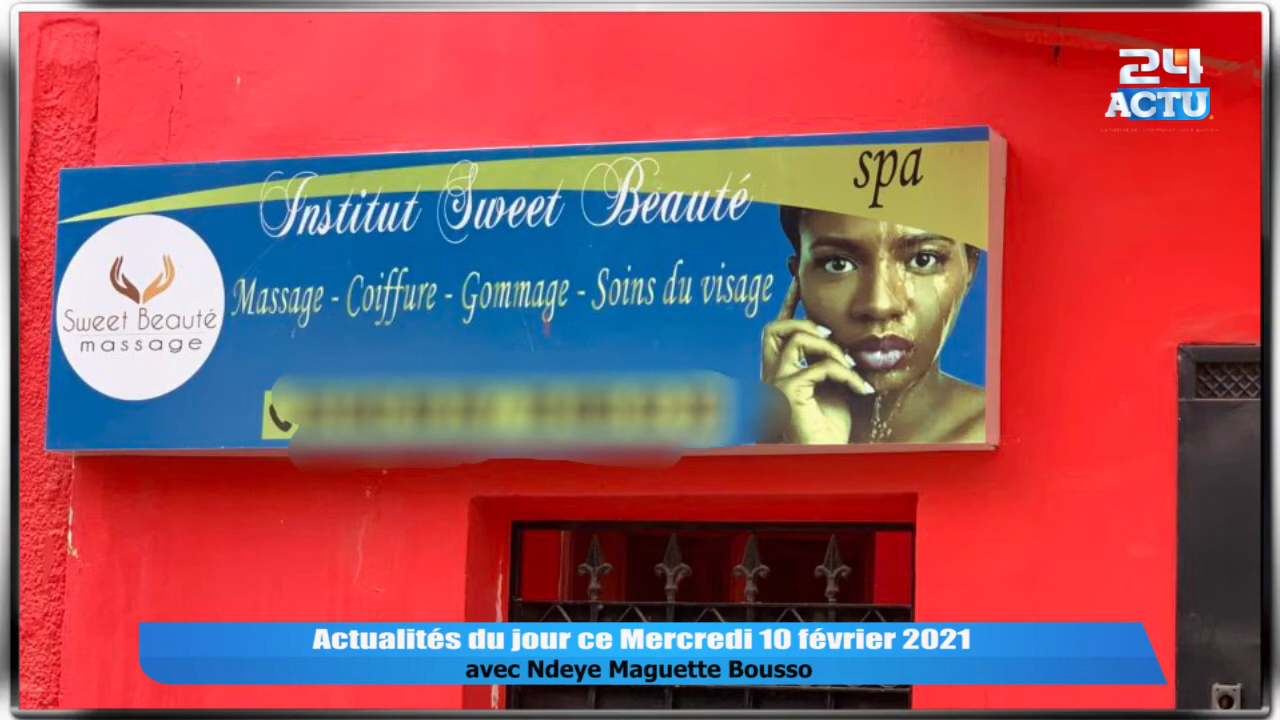 24
ACTU
spa
Institut Sweet Beauté
Massage - Coiffure - Gommage - Soins du visage
Sweet Beauté
massage
Actualités du jour ce Mercredi 10 février 2021
avec Ndeye Maguette Bousso